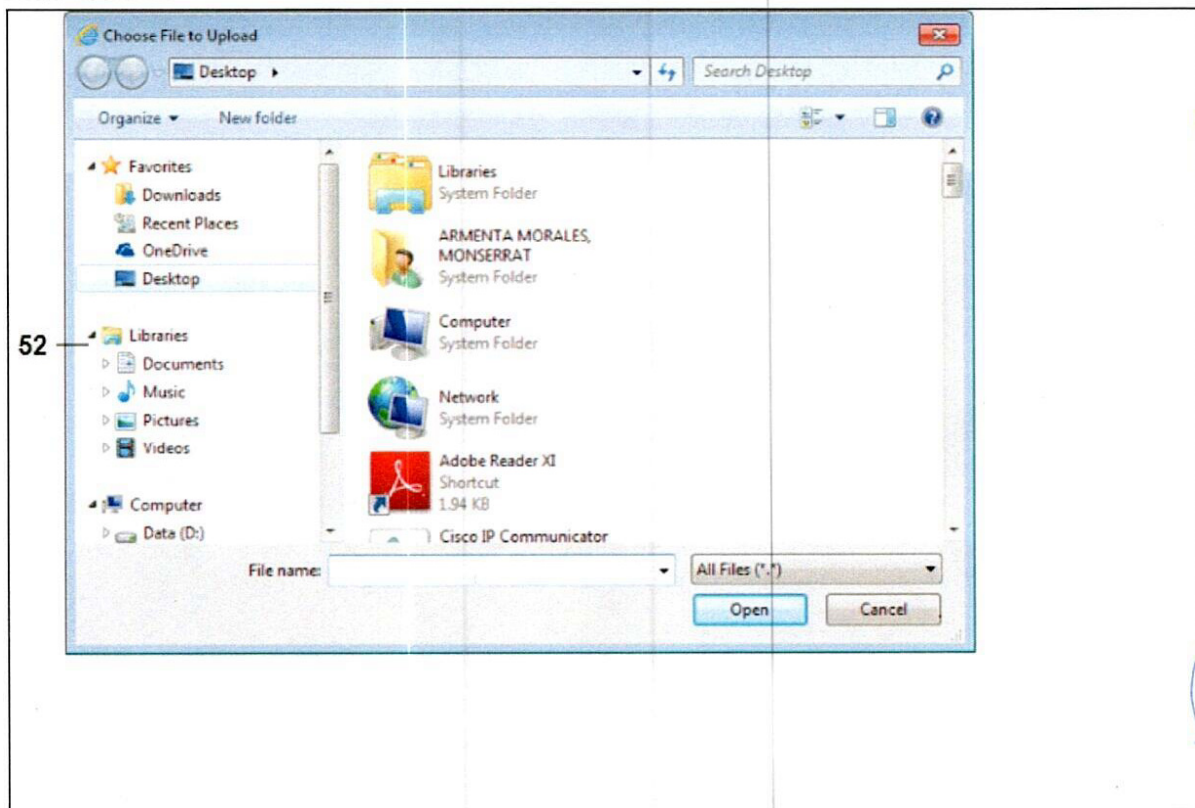 Choose File to Upload
Desktop
Search Desktop
Organize
New folder
Favorites
Downloads
Recent Places
OneDrive
Desktop
52
Libraries
Documents
Music
Pictures
Videos
Computer
Data (D:)
Libraries
System Folder
ARMENTA MORALES,
MONSERRAT
System Folder
Computer
System Folder
Network
System Folder
Adobe Reader XI
Shortcut
1.94 KB
Cisco IP Communicator
File name:
All Files (*.*)
Open
Cancel